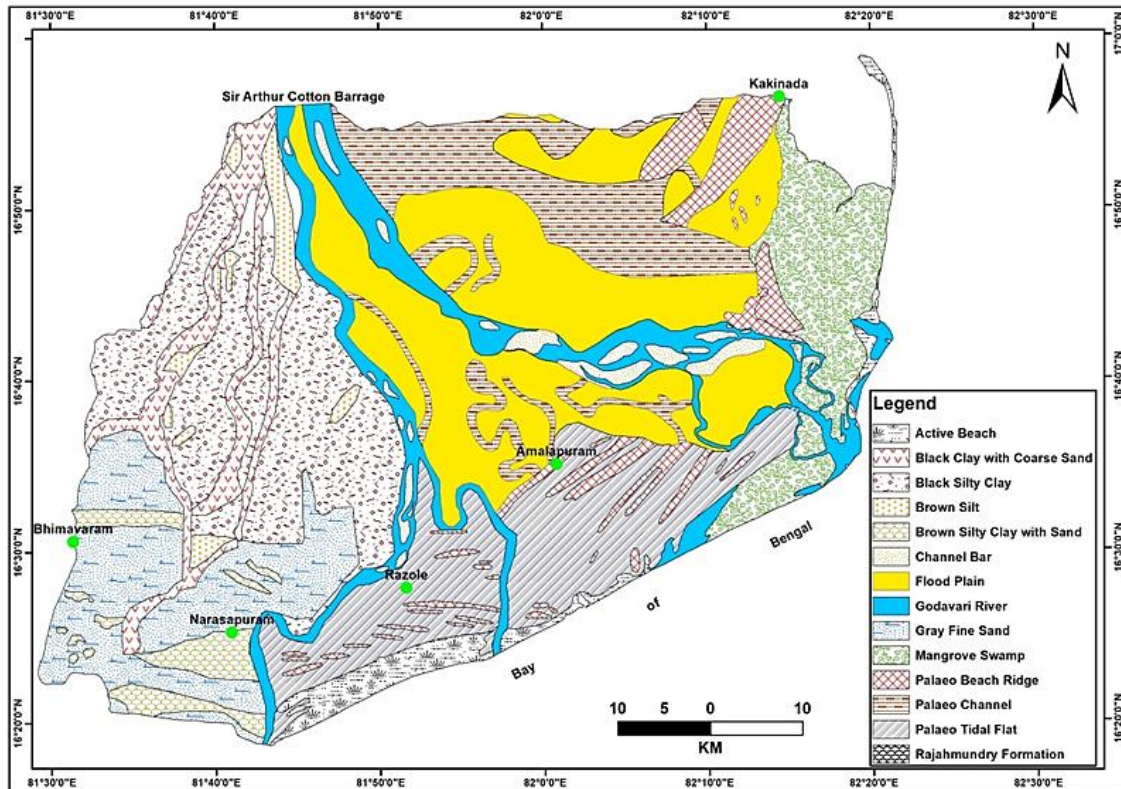 81°30'0"E 81°40'0"E 81°50'0"E 82°0'0"E 82°10'0"E 82°20'0"E 82°30'0"E
17°0'0"N
N
Kakinada
Sir Arthur Cotton Barrage
16°50'0"N 16°50'0"N
16°40'0"N 16°40'0"N
Legend
Active Beach
Black Clay with Coarse Sand
Black Silty Clay
Brown Silt
Brown Silty Clay with Sand
Channel Bar
Flood Plain
Godavari River
Gray Fine Sand
Mangrove Swamp
Palaeo Beach Ridge
Palaeo Channel
Palaeo Tidal Flat
Rajahmundry Formation
Amalapuram
Bhimavaram
16°30'0"N 16°30'0"N
Razole
Narasapuram
Bay of Bengal
16°20'0"N 16°20'0"N
10 5 0 10
KM
81°30'0"E 81°40'0"E 81°50'0"E 82°0'0"E 82°10'0"E 82°20'0"E 82°30'0"E